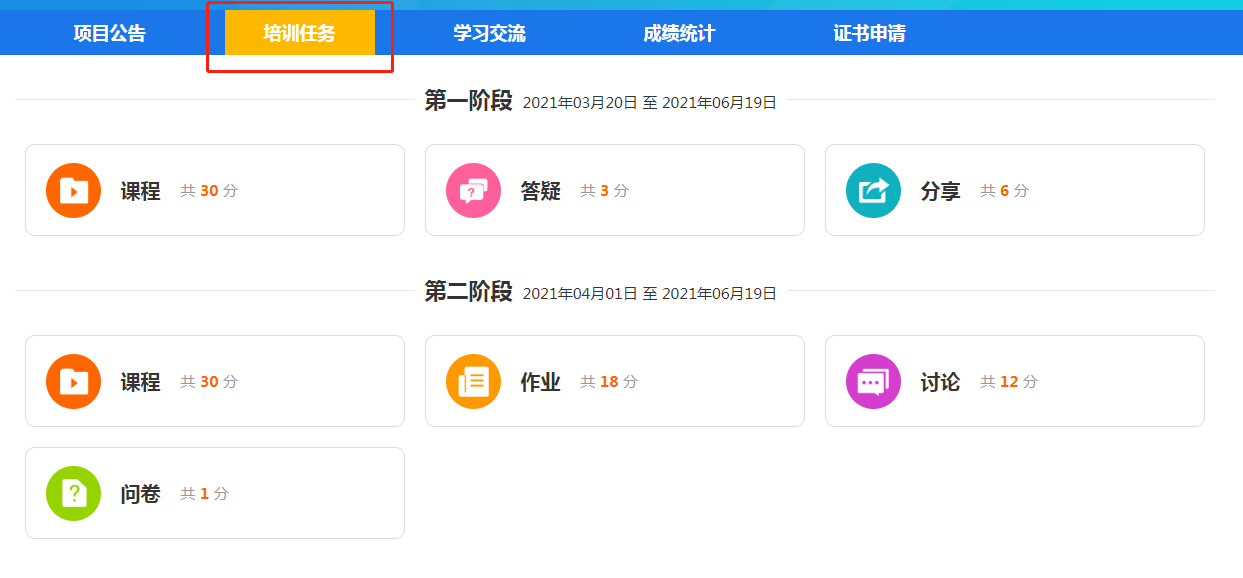 项目公告 培训任务 学习交流 成绩统计 证书申请
第一阶段 2021年03月20日 至 2021年06月19日
课程 共 30 分 答疑 共 3 分 分享 共 6 分
第二阶段 2021年04月01日 至 2021年06月19日
课程 共 30 分 作业 共 18 分 讨论 共 12 分
问卷 共 1 分